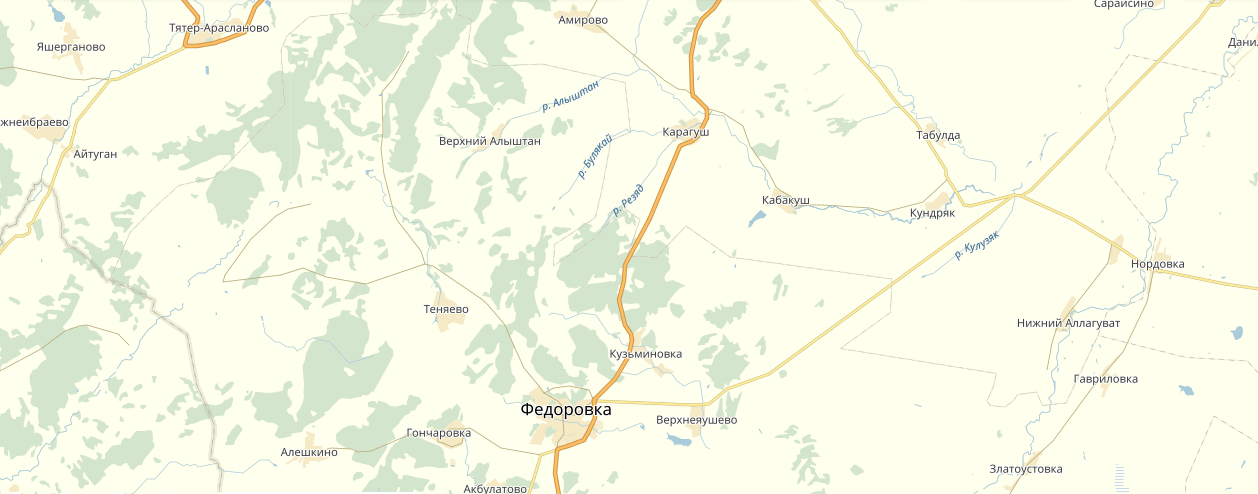 Сараисино
Амирово
Тятер-Арасланово
Яшерганово
Дани
р. Алыштан
жнеибраево
Карагуш
Табулда
Верхний Алыштан
р. Булякай
Айтуган
р. Резяд
Кабакуш
Кундряк
р. Кулузяк
Нордовка
Теняево
Нижний Аллагуват
Кузьминовка
Гавриловка
Федоровка
Верхнеяушево
Гончаровка
Алешкино
Златоустовка
Акбулатово